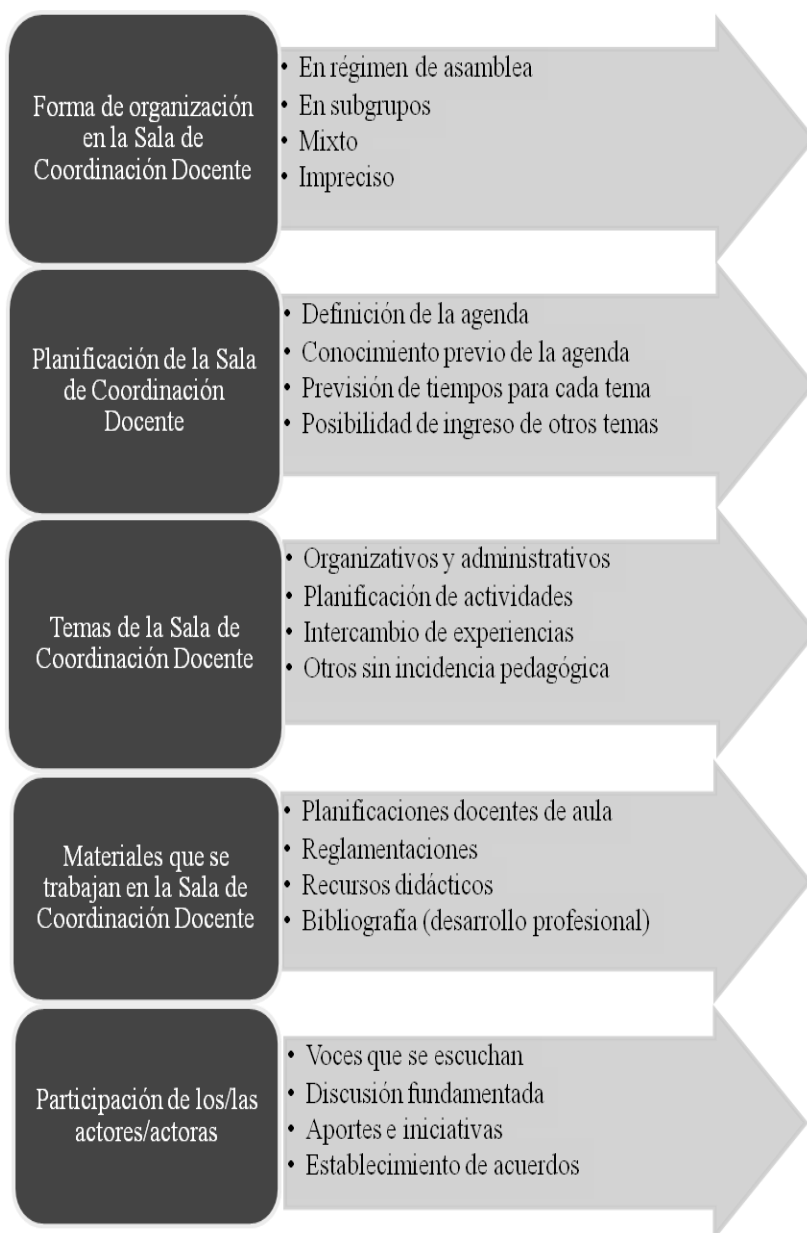 Forma de organización
en la Sala de
Coordinación Docente
• En régimen de asamblea
• En subgrupos
• Mixto
• Impreciso
Planificación de la Sala
de Coordinación
Docente
• Definición de la agenda
• Conocimiento previo de la agenda
• Previsión de tiempos para cada tema
• Posibilidad de ingreso de otros temas
Temas de la Sala de
Coordinación Docente
• Organizativos y administrativos
• Planificación de actividades
• Intercambio de experiencias
• Otros sin incidencia pedagógica
Materiales que se
trabajan en la Sala de
Coordinación Docente
• Planificaciones docentes de aula
• Reglamentaciones
• Recursos didácticos
• Bibliografía (desarrollo profesional)
Participación de los/las
actores/actoras
• Voces que se escuchan
• Discusión fundamentada
• Aportes e iniciativas
• Establecimiento de acuerdos